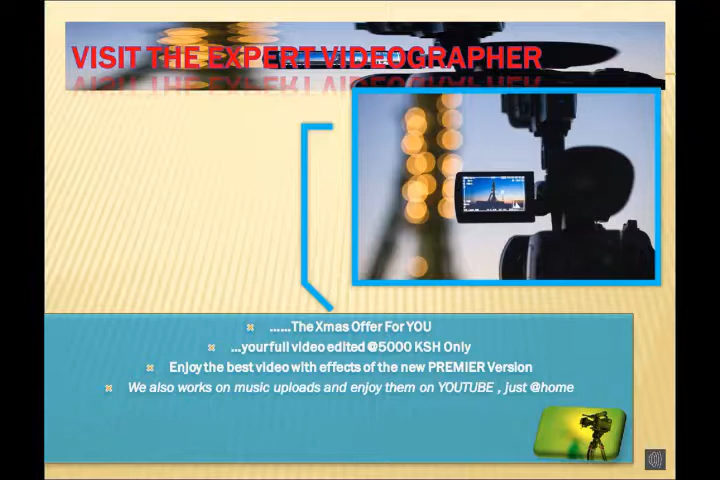 VISIT THE EXPERT VIDEOGRAPHER
……The Xmas Offer For YOU
…your full video edited @5000 KSH Only
Enjoy the best video with effects of the new PREMIER Version
We also works on music uploads and enjoy them on YOUTUBE , just @home